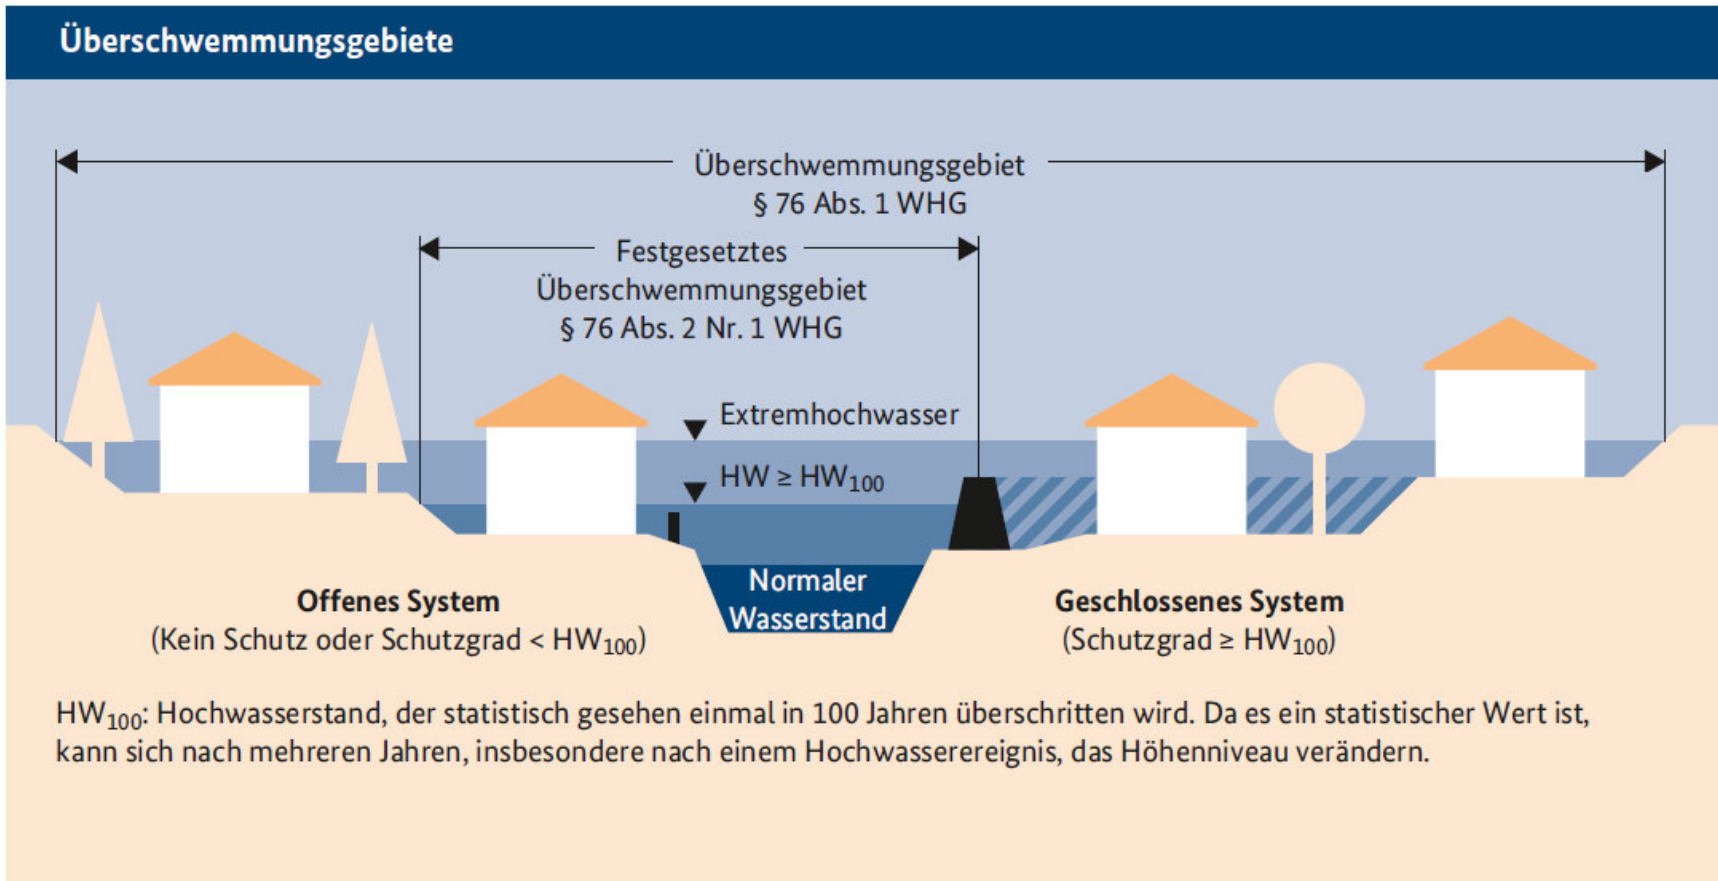 Überschwemmungsgebiete
Überschwemmungsgebiet
§ 76 Abs. 1 WHG
Festgesetztes
Überschwemmungsgebiet
§ 76 Abs. 2 Nr. 1 WHG
Extremhochwasser
HW ≥ HW₁₀₀
Normaler
Wasserstand
Offenes System
(Kein Schutz oder Schutzgrad < HW₁₀₀)
Geschlossenes System
(Schutzgrad ≥ HW₁₀₀)
HW₁₀₀: Hochwasserstand, der statistisch gesehen einmal in 100 Jahren überschritten wird. Da es ein statistischer Wert ist,
kann sich nach mehreren Jahren, insbesondere nach einem Hochwasserereignis, das Höhenniveau verändern.